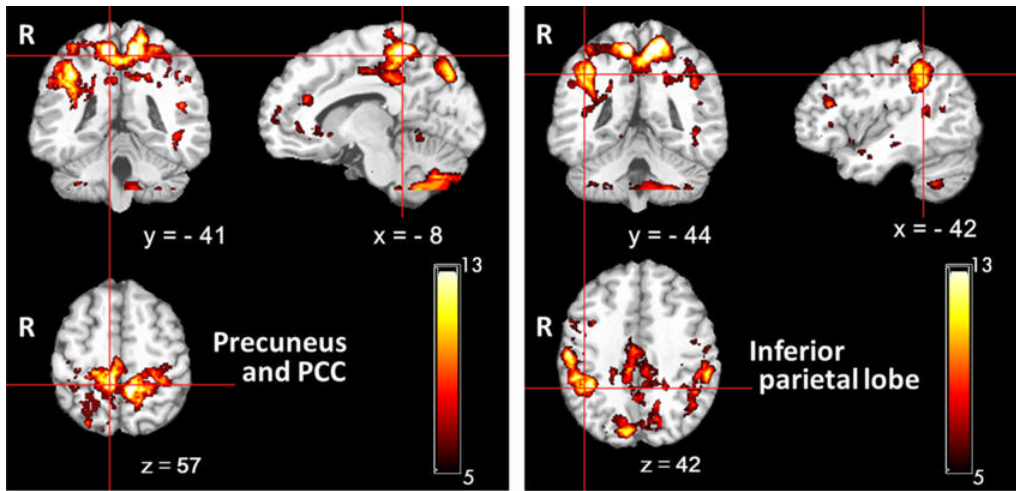 R
y = - 41
x = - 8
R
Precuneus
and PCC
z = 57
13
5
R
y = - 44
x = - 42
R
Inferior
parietal lobe
z = 42
13
5